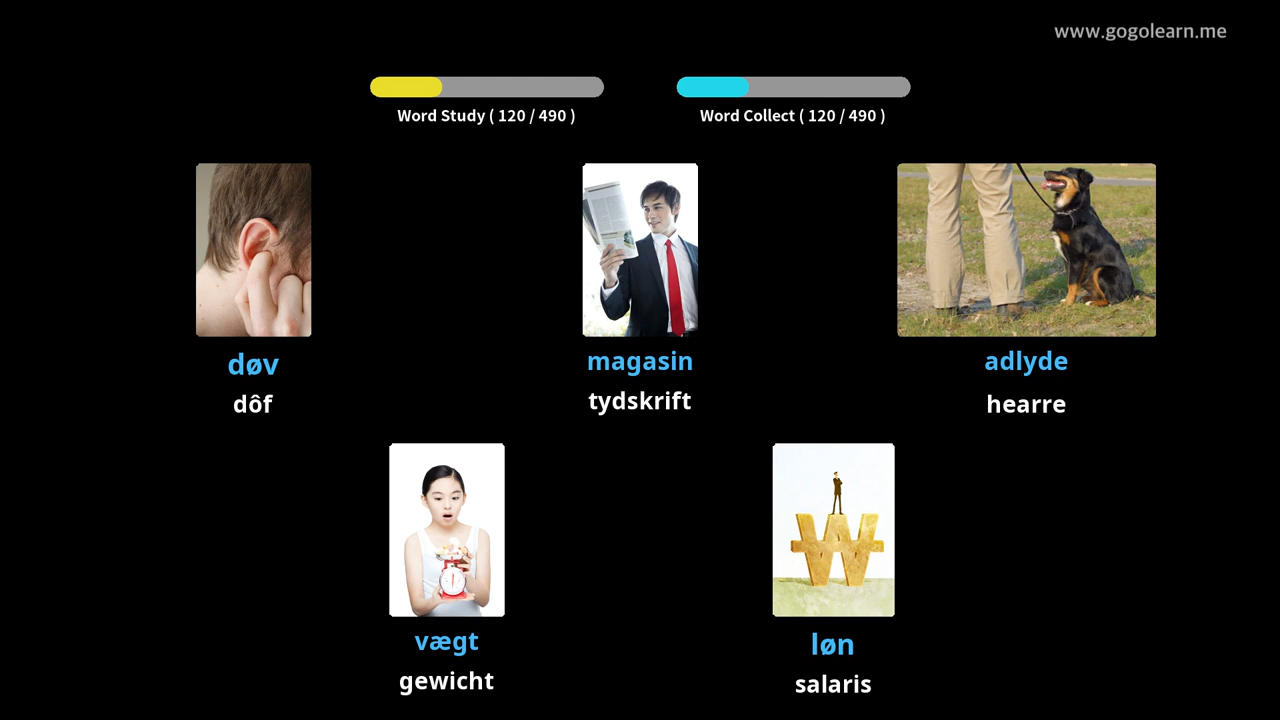 www.gogolearn.me
Word Study ( 120 / 490 )
Word Collect ( 120 / 490 )
døv
dôf
magasin
tydskrift
adlyde
hearre
vægt
gewicht
løn
salaris